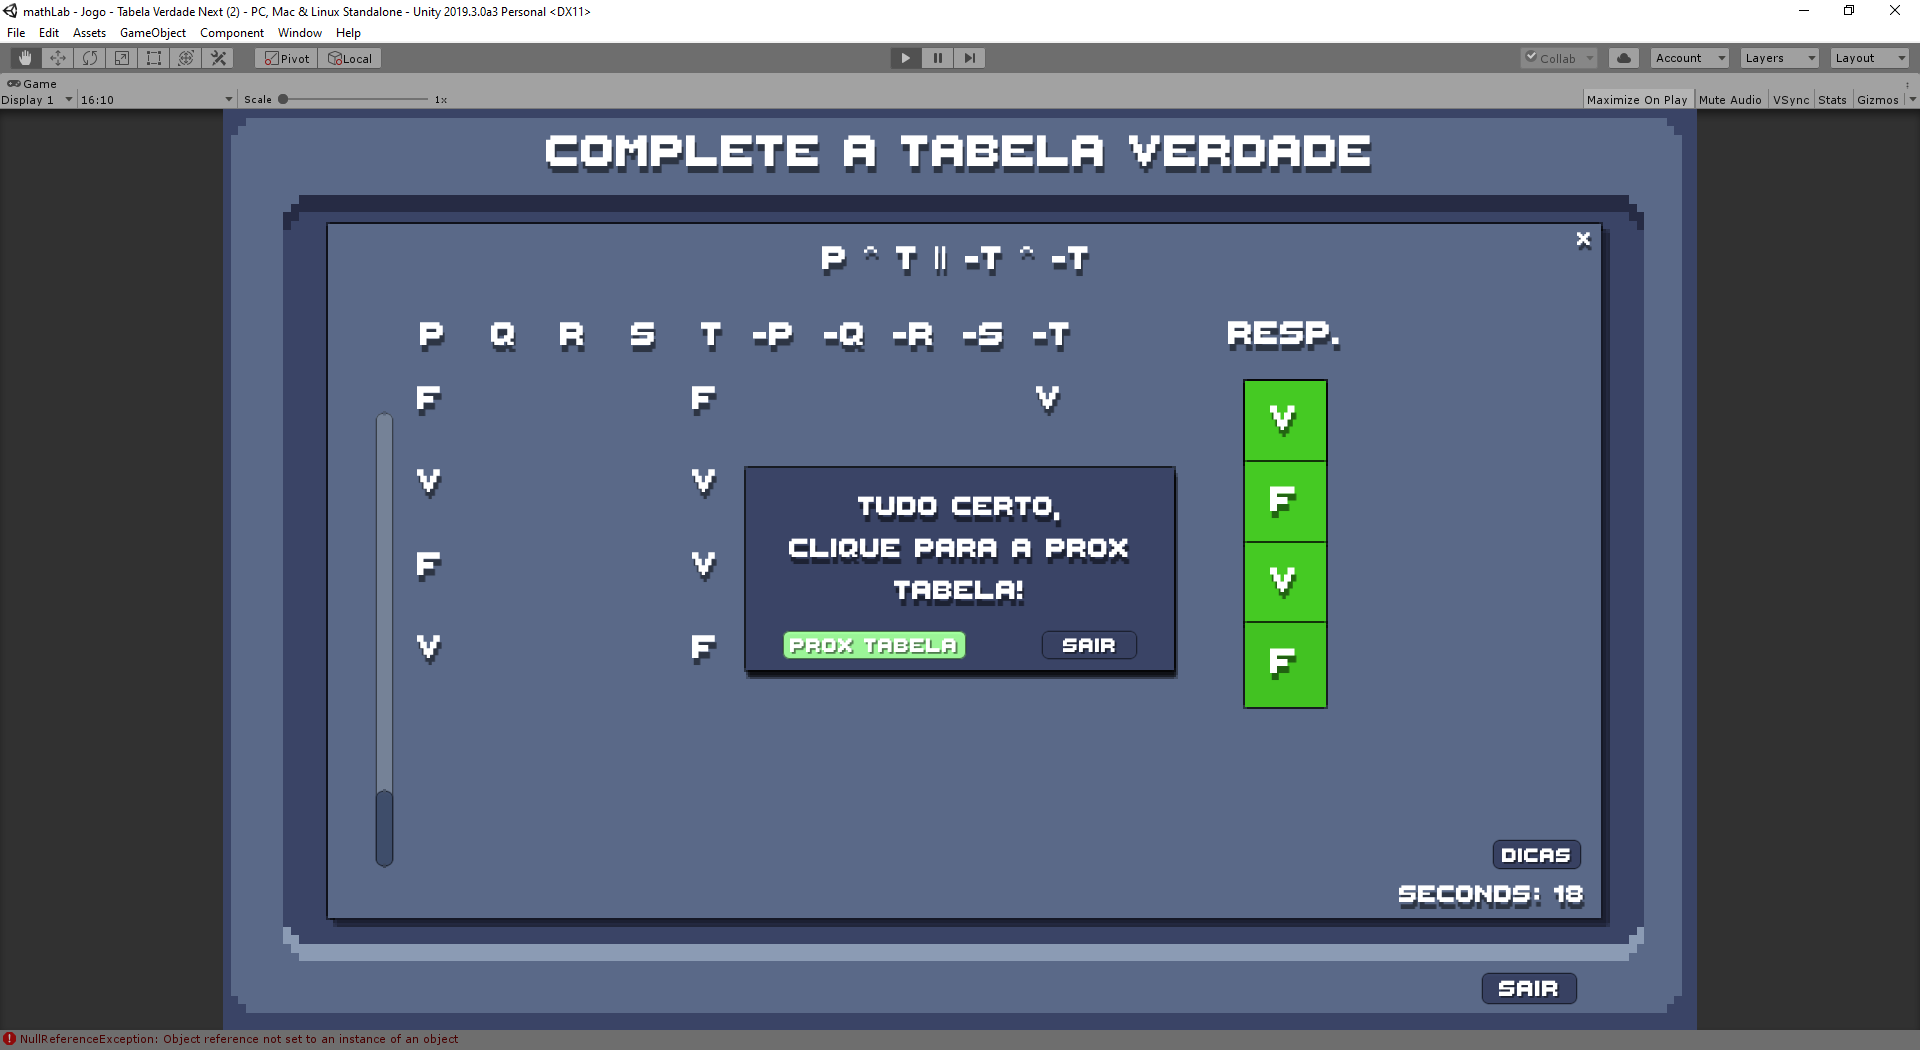 mathLab - Jogo - Tabela Verdade Next (2) - PC, Mac & Linux Standalone - Unity 2019.3.0a3 Personal <DX11>
File Edit Assets GameObject Component Window Help
Pivot Local Collab Account Layers Layout
Game
Display 1 16:10 Scale 1x Maximize On Play Mute Audio VSync Stats Gizmos
COMPLETE A TABELA VERDADE
P ^ T || -T ^ -T
P Q R S T -P -Q -R -S -T RESP.
F F V V
V V F
F V V
V F F
TUDO CERTO,
CLIQUE PARA A PROX
TABELA!
PROX TABELA SAIR
DICAS
SECONDS: 18
SAIR
NullReferenceException: Object reference not set to an instance of an object